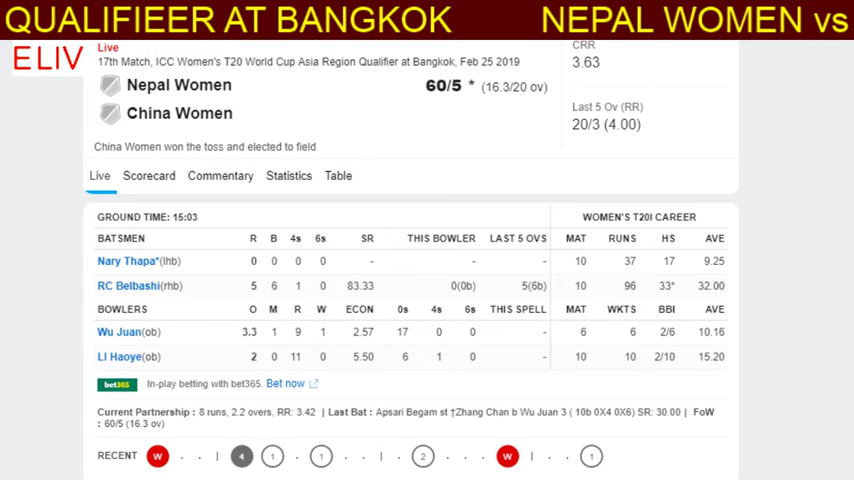 QUALIFIEER AT BANGKOK NEPAL WOMEN vs
ELIV
Live
17th Match, ICC Women's T20 World Cup Asia Region Qualifier at Bangkok, Feb 25 2019
Nepal Women 60/5 * (16.3/20 ov)
China Women
China Women won the toss and elected to field
CRR
3.63
Last 5 Ov (RR)
20/3 (4.00)
Live Scorecard Commentary Statistics Table
GROUND TIME: 15:03 WOMEN'S T20I CAREER
BATSMEN R B 4s 6s SR THIS BOWLER LAST 5 OVS MAT RUNS HS AVE
Nary Thapa*(lhb) 0 0 0 0 - - - 10 37 17 9.25
RC Belbashi(rhb) 5 6 1 0 83.33 0(0b) 5(6b) 10 96 33* 32.00
BOWLERS O M R W ECON 0s 4s 6s THIS SPELL MAT WKTS BBI AVE
Wu Juan(ob) 3.3 1 9 1 2.57 17 0 0 - 6 6 2/6 10.16
LI Haoye(ob) 2 0 11 0 5.50 6 1 0 - 10 10 2/10 15.20
bet365 In-play betting with bet365. Bet now
Current Partnership : 8 runs, 2.2 overs, RR: 3.42 | Last Bat : Apsari Begam st †Zhang Chan b Wu Juan 3 ( 10b 0X4 0X6) SR: 30.00 | FoW
: 60/5 (16.3 ov)
RECENT W . . | 4 1 . 1 . . | . 2 . . . W | . . 1